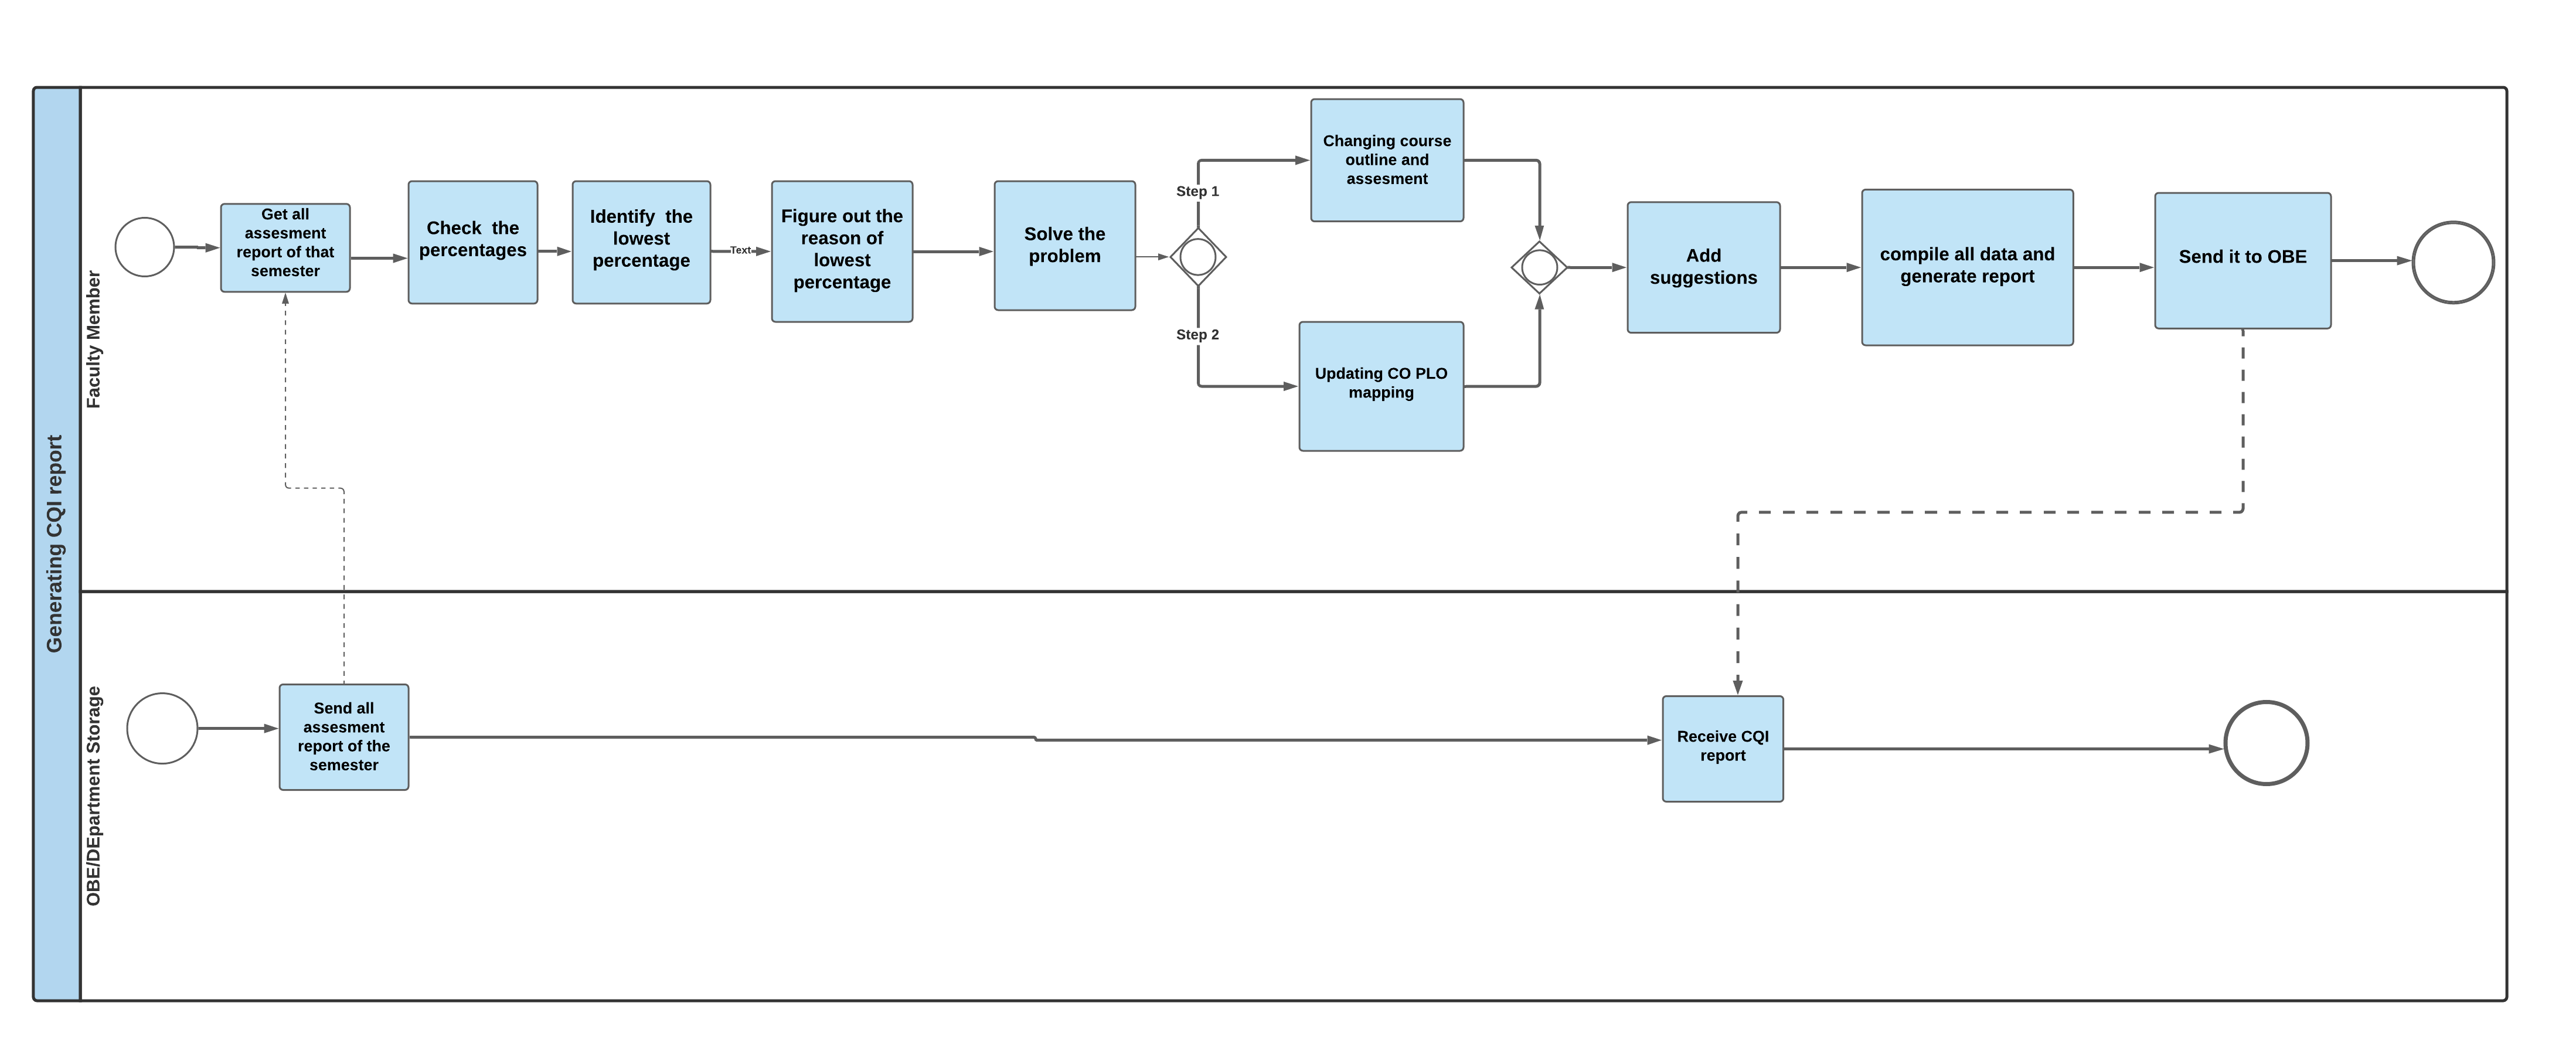 Generating CQI report
Faculty Member
Get all
assesment
report of that
semester
Check  the
percentages
Identify  the
lowest
percentage
Text
Figure out the
reason of
lowest
percentage
Solve the
problem
Step 1
Step 2
Changing course
outline and
assesment
Updating CO PLO
mapping
Add
suggestions
compile all data and
generate report
Send it to OBE
OBE/DEpartment Storage
Send all
assesment
report of the
semester
Receive CQI
report